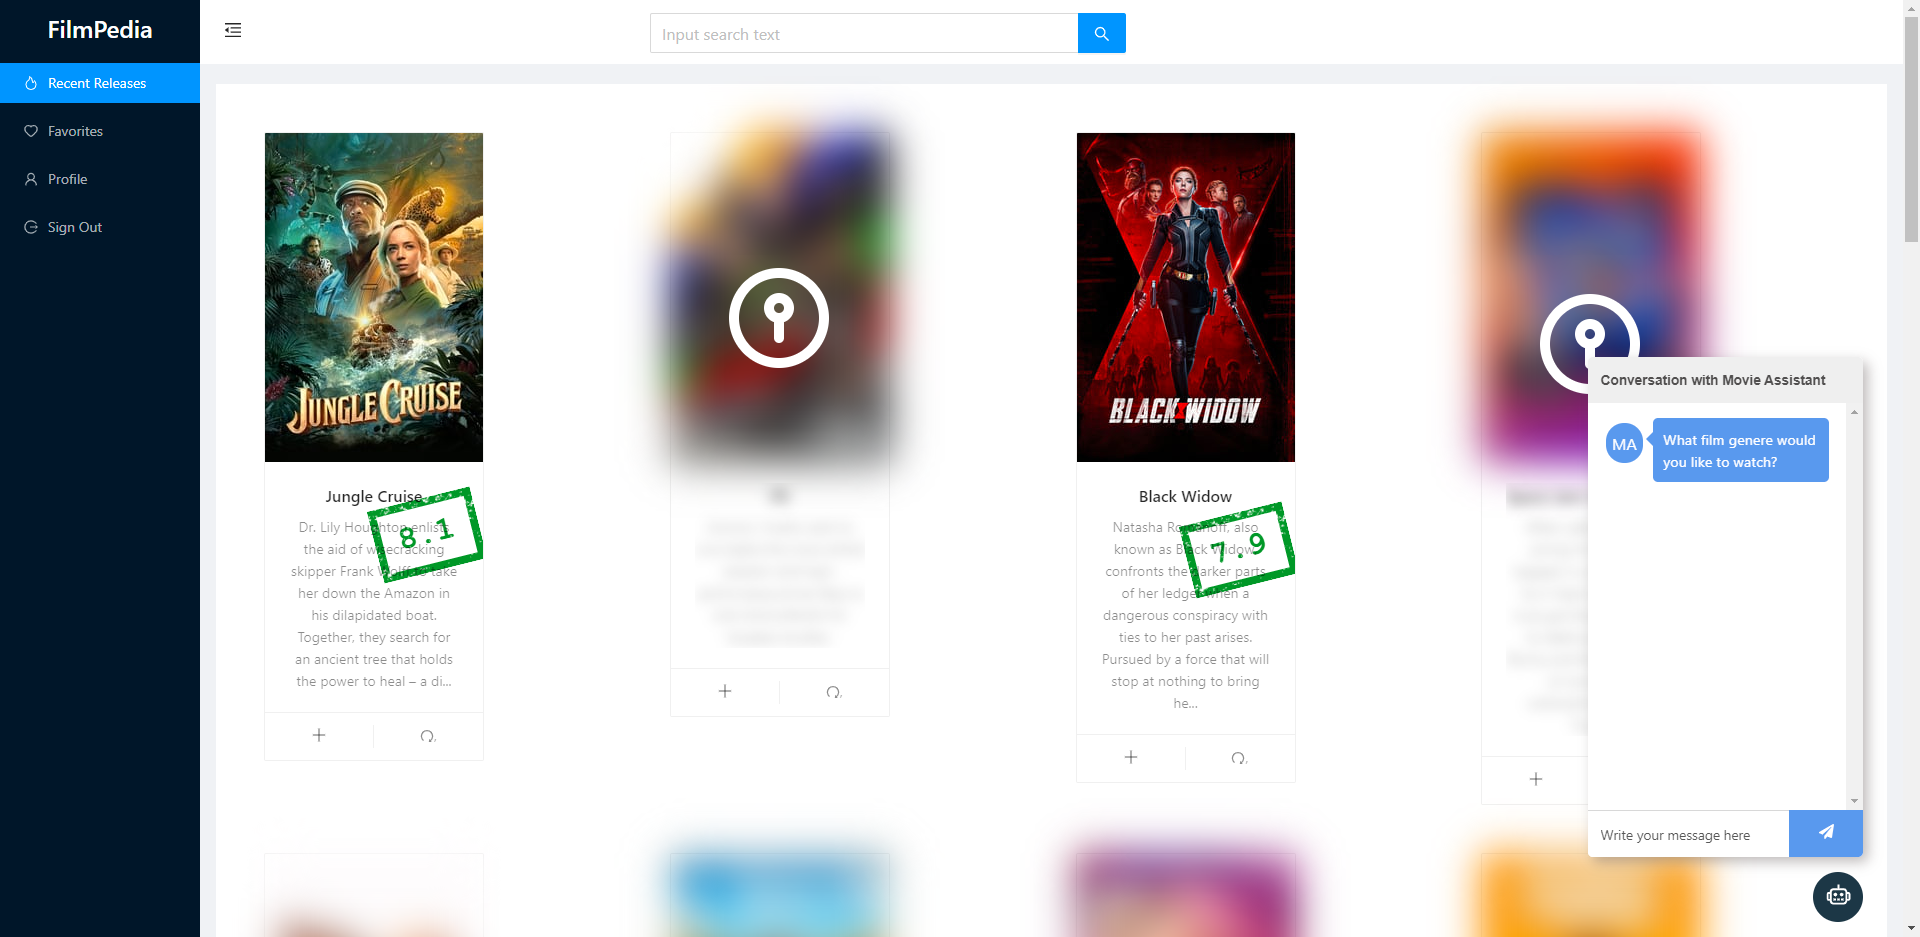 FilmPedia
Input search text
Recent Releases
Favorites
Profile
Sign Out
JUNGLE CRUISE
Jungle Cruise
8.1
Dr. Lily Houghton enlists
the aid of wisecracking
skipper Frank Wolff to take
her down the Amazon in
his dilapidated boat.
Together, they search for
an ancient tree that holds
the power to heal – a di...
BLACK WIDOW
Black Widow
7.9
Natasha Romanoff, also
known as Black Widow,
confronts the darker parts
of her ledger when a
dangerous conspiracy with
ties to her past arises.
Pursued by a force that will
stop at nothing to bring
he...
Conversation with Movie Assistant
MA
What film genere would
you like to watch?
Write your message here